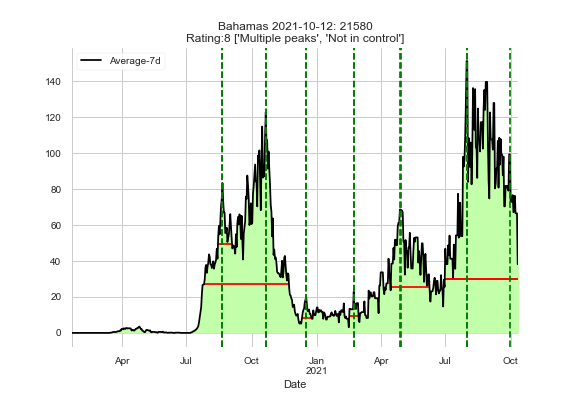 Bahamas 2021-10-12: 21580
Rating:8 ['Multiple peaks', 'Not in control']
Average-7d
140
120
100
80
60
40
20
0
Apr Jul Oct Jan Apr Jul Oct
2021
Date